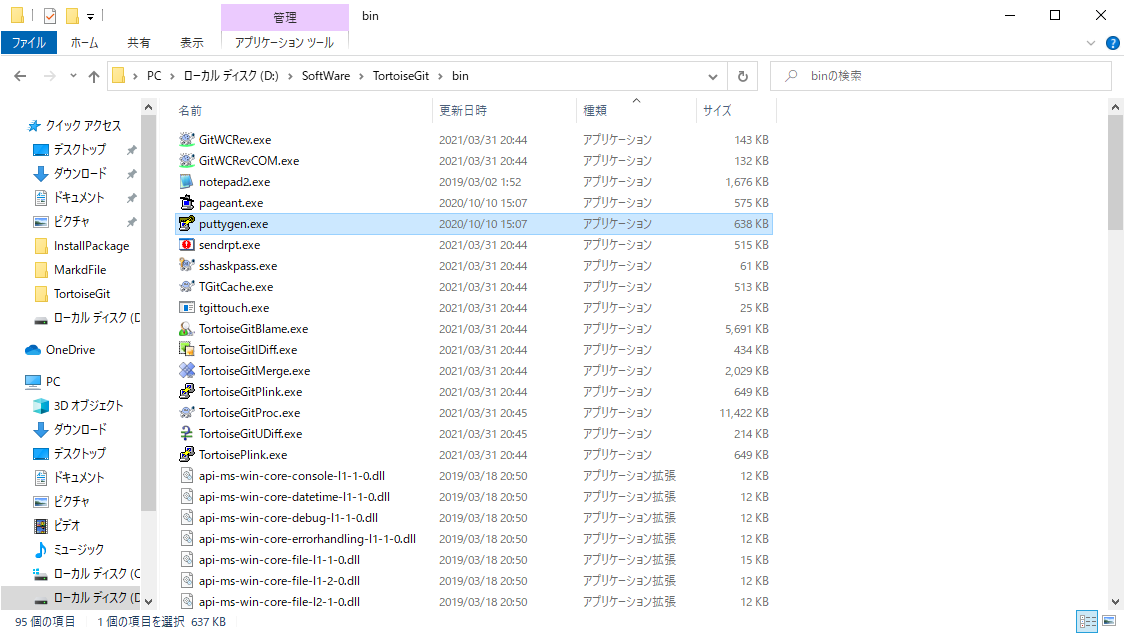 管理 bin
ファイル ホーム 共有 表示 アプリケーション ツール
PC › ローカル ディスク (D:) › SoftWare › TortoiseGit › bin binの検索
名前 更新日時 種類 サイズ
クイック アクセス
デスクトップ
ダウンロード
ドキュメント
ピクチャ
InstallPackage
MarkdFile
TortoiseGit
ローカル ディスク (D
OneDrive
PC
3D オブジェクト
ダウンロード
デスクトップ
ドキュメント
ピクチャ
ビデオ
ミュージック
ローカル ディスク (C
ローカル ディスク (D
GitWCRev.exe 2021/03/31 20:44 アプリケーション 143 KB
GitWCRevCOM.exe 2021/03/31 20:44 アプリケーション 132 KB
notepad2.exe 2019/03/02 1:52 アプリケーション 1,676 KB
pageant.exe 2020/10/10 15:07 アプリケーション 575 KB
puttygen.exe 2020/10/10 15:07 アプリケーション 638 KB
sendrpt.exe 2021/03/31 20:44 アプリケーション 515 KB
sshaskpass.exe 2021/03/31 20:44 アプリケーション 61 KB
TGitCache.exe 2021/03/31 20:44 アプリケーション 513 KB
tgittouch.exe 2021/03/31 20:44 アプリケーション 25 KB
TortoiseGitBlame.exe 2021/03/31 20:44 アプリケーション 5,691 KB
TortoiseGitIDiff.exe 2021/03/31 20:44 アプリケーション 434 KB
TortoiseGitMerge.exe 2021/03/31 20:44 アプリケーション 2,029 KB
TortoiseGitPlink.exe 2021/03/31 20:44 アプリケーション 649 KB
TortoiseGitProc.exe 2021/03/31 20:45 アプリケーション 11,422 KB
TortoiseGitUDiff.exe 2021/03/31 20:45 アプリケーション 214 KB
TortoisePlink.exe 2021/03/31 20:44 アプリケーション 649 KB
api-ms-win-core-console-l1-1-0.dll 2019/03/18 20:50 アプリケーション拡張 12 KB
api-ms-win-core-datetime-l1-1-0.dll 2019/03/18 20:50 アプリケーション拡張 12 KB
api-ms-win-core-debug-l1-1-0.dll 2019/03/18 20:50 アプリケーション拡張 12 KB
api-ms-win-core-errorhandling-l1-1-0.dll 2019/03/18 20:50 アプリケーション拡張 12 KB
api-ms-win-core-file-l1-1-0.dll 2019/03/18 20:50 アプリケーション拡張 15 KB
api-ms-win-core-file-l1-2-0.dll 2019/03/18 20:50 アプリケーション拡張 12 KB
api-ms-win-core-file-l2-1-0.dll 2019/03/18 20:50 アプリケーション拡張 12 KB
95 個の項目 1 個の項目を選択 637 KB